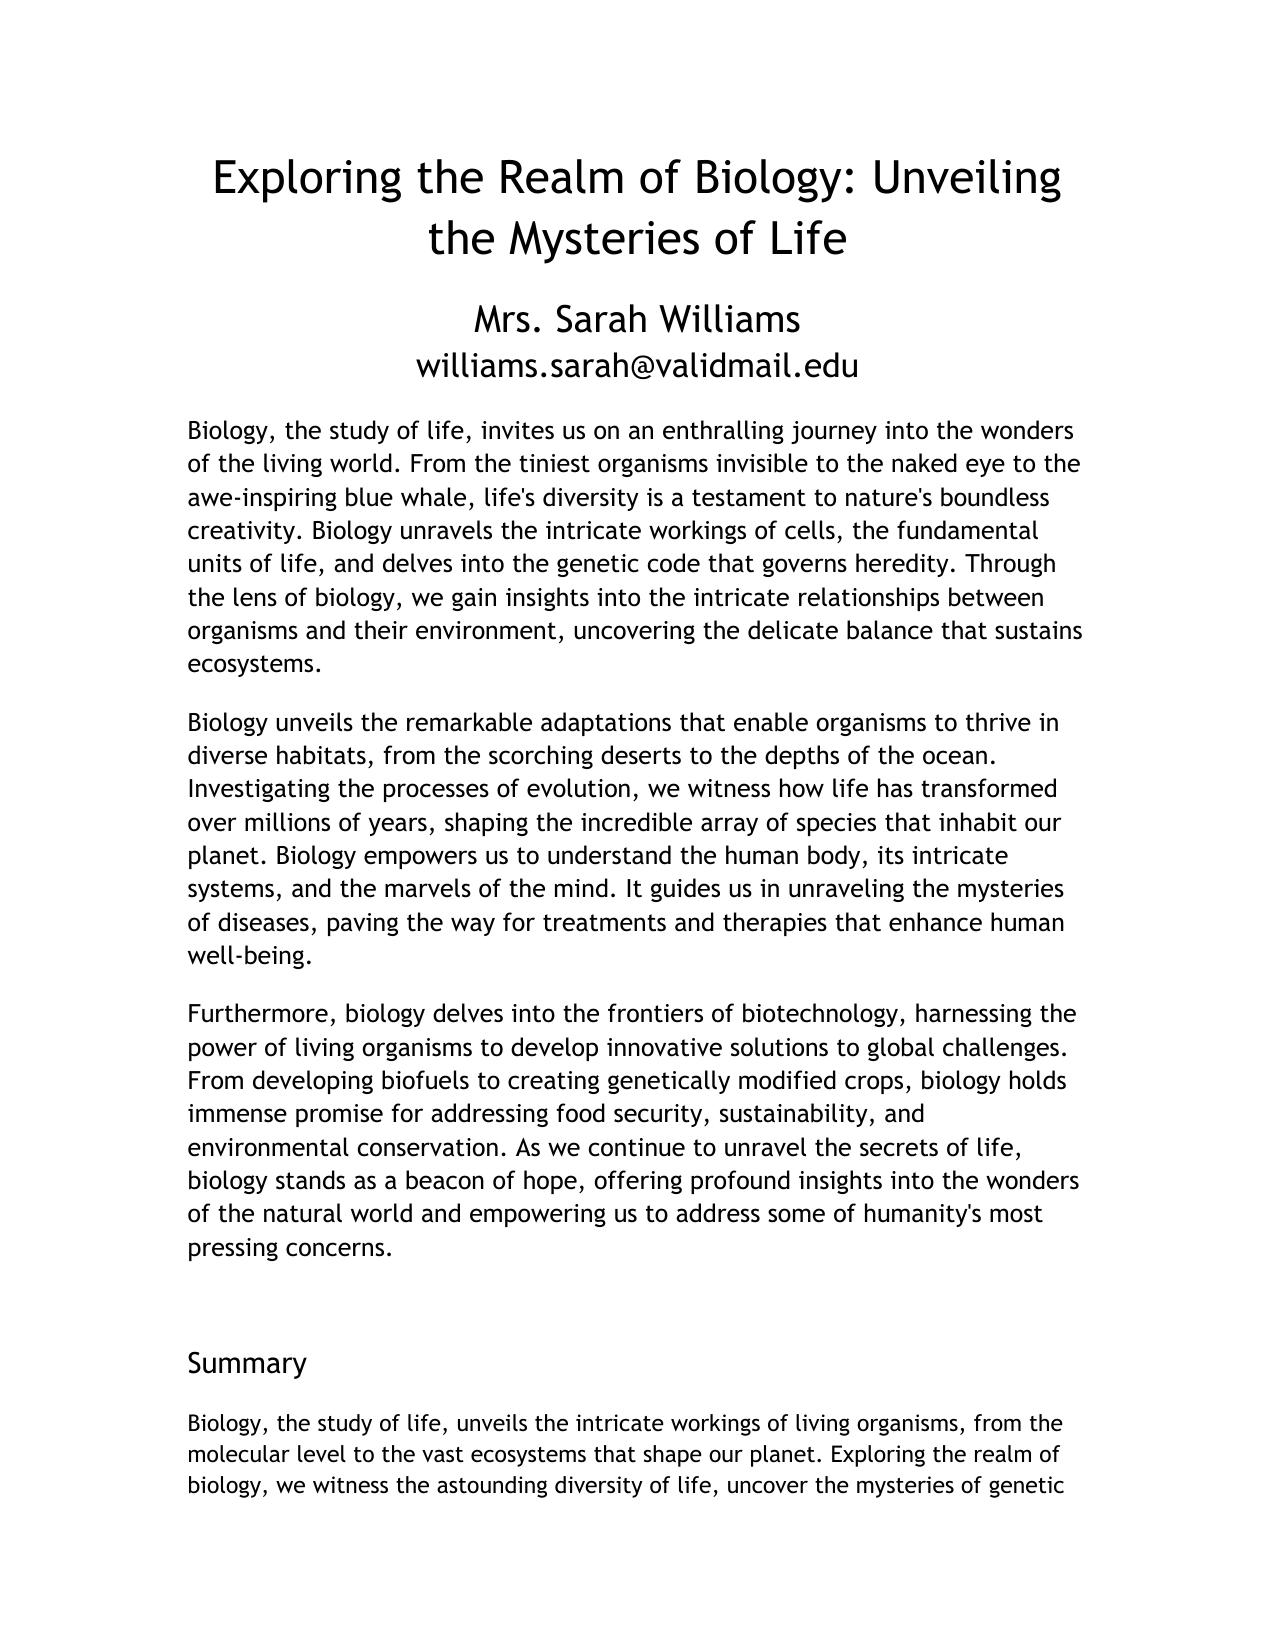 Exploring the Realm of Biology: Unveiling
the Mysteries of Life
Mrs. Sarah Williams
williams.sarah@validmail.edu
Biology, the study of life, invites us on an enthralling journey into the wonders
of the living world. From the tiniest organisms invisible to the naked eye to the
awe-inspiring blue whale, life's diversity is a testament to nature's boundless
creativity. Biology unravels the intricate workings of cells, the fundamental
units of life, and delves into the genetic code that governs heredity. Through
the lens of biology, we gain insights into the intricate relationships between
organisms and their environment, uncovering the delicate balance that sustains
ecosystems.
Biology unveils the remarkable adaptations that enable organisms to thrive in
diverse habitats, from the scorching deserts to the depths of the ocean.
Investigating the processes of evolution, we witness how life has transformed
over millions of years, shaping the incredible array of species that inhabit our
planet. Biology empowers us to understand the human body, its intricate
systems, and the marvels of the mind. It guides us in unraveling the mysteries
of diseases, paving the way for treatments and therapies that enhance human
well-being.
Furthermore, biology delves into the frontiers of biotechnology, harnessing the
power of living organisms to develop innovative solutions to global challenges.
From developing biofuels to creating genetically modified crops, biology holds
immense promise for addressing food security, sustainability, and
environmental conservation. As we continue to unravel the secrets of life,
biology stands as a beacon of hope, offering profound insights into the wonders
of the natural world and empowering us to address some of humanity's most
pressing concerns.
Summary
Biology, the study of life, unveils the intricate workings of living organisms, from the
molecular level to the vast ecosystems that shape our planet. Exploring the realm of
biology, we witness the astounding diversity of life, uncover the mysteries of genetic